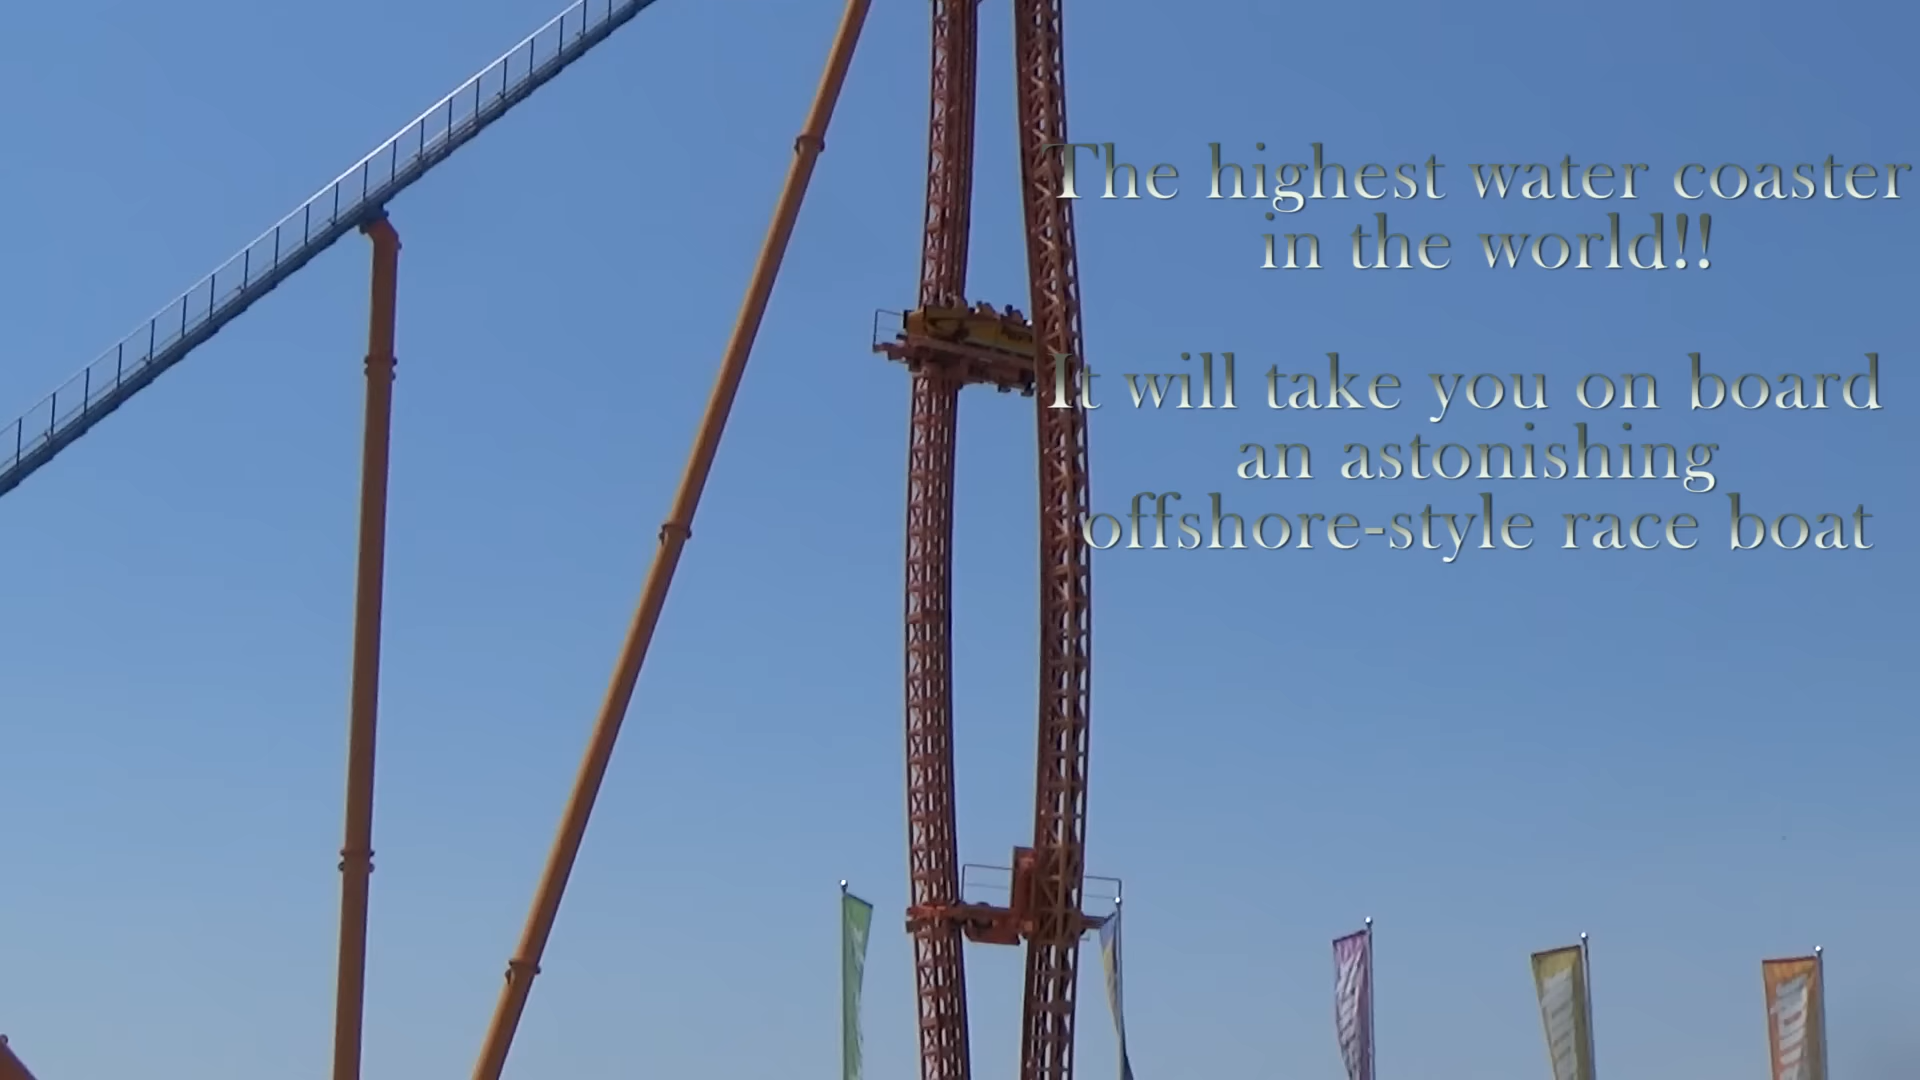 The highest water coaster
in the world!!
It will take you on board
an astonishing
offshore-style race boat